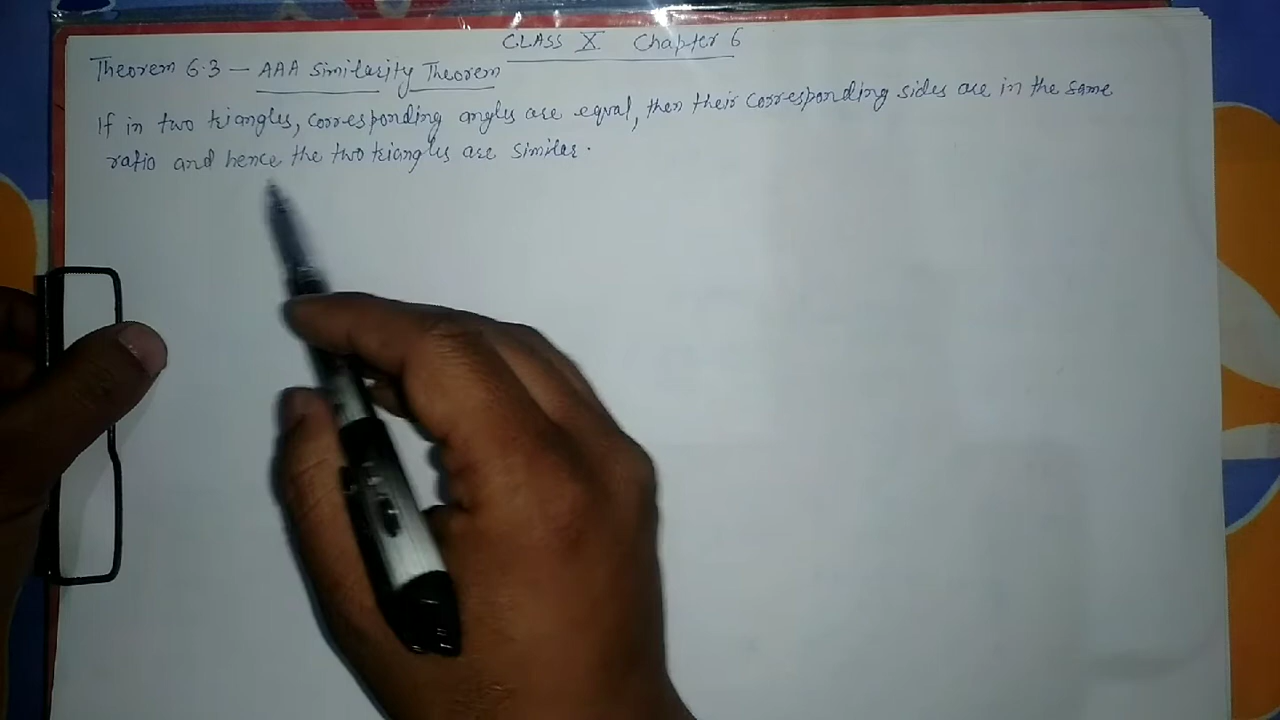 CLASS X Chapter 6
Theorem 6.3 — AAA Similarity Theorem
If in two triangles, corresponding angles are equal, then their corresponding sides are in the same
ratio and hence the two triangles are similar.